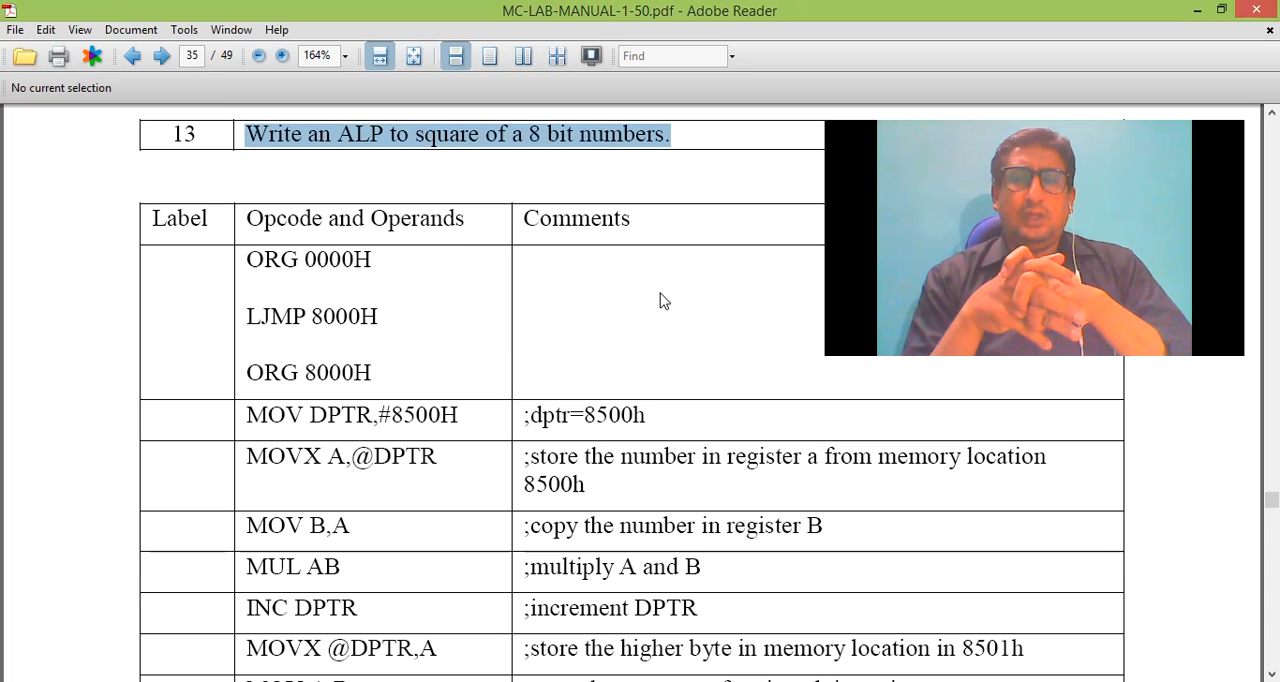 MC-LAB-MANUAL-1-50.pdf - Adobe Reader
File Edit View Document Tools Window Help
35 / 49 164% Find
No current selection
13 Write an ALP to square of a 8 bit numbers.
Label Opcode and Operands Comments
ORG 0000H
LJMP 8000H
ORG 8000H
MOV DPTR,#8500H ;dptr=8500h
MOVX A,@DPTR ;store the number in register a from memory location
8500h
MOV B,A ;copy the number in register B
MUL AB ;multiply A and B
INC DPTR ;increment DPTR
MOVX @DPTR,A ;store the higher byte in memory location in 8501h